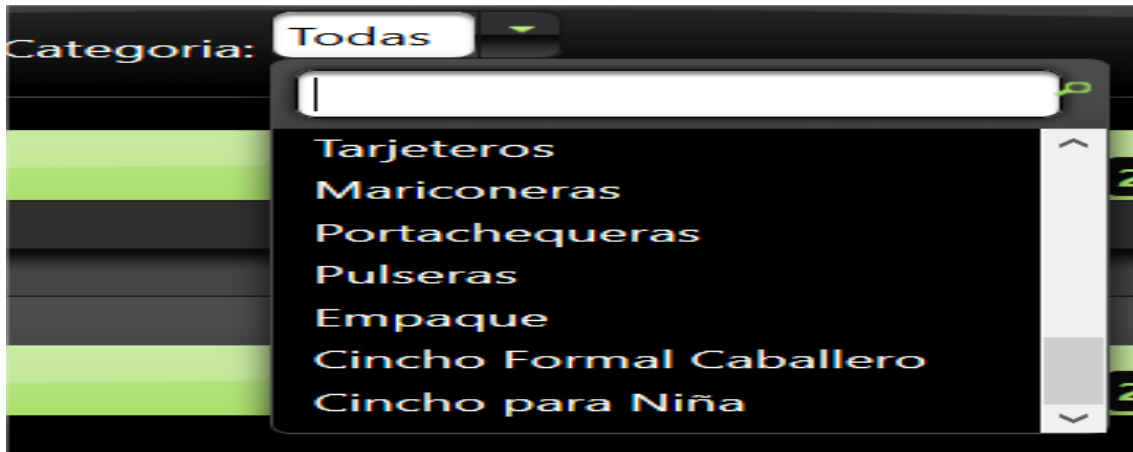 Categoria: Todas
Tarjeteros
Mariconeras
Portachequeras
Pulseras
Empaque
Cincho Formal Caballero
Cincho para Niña